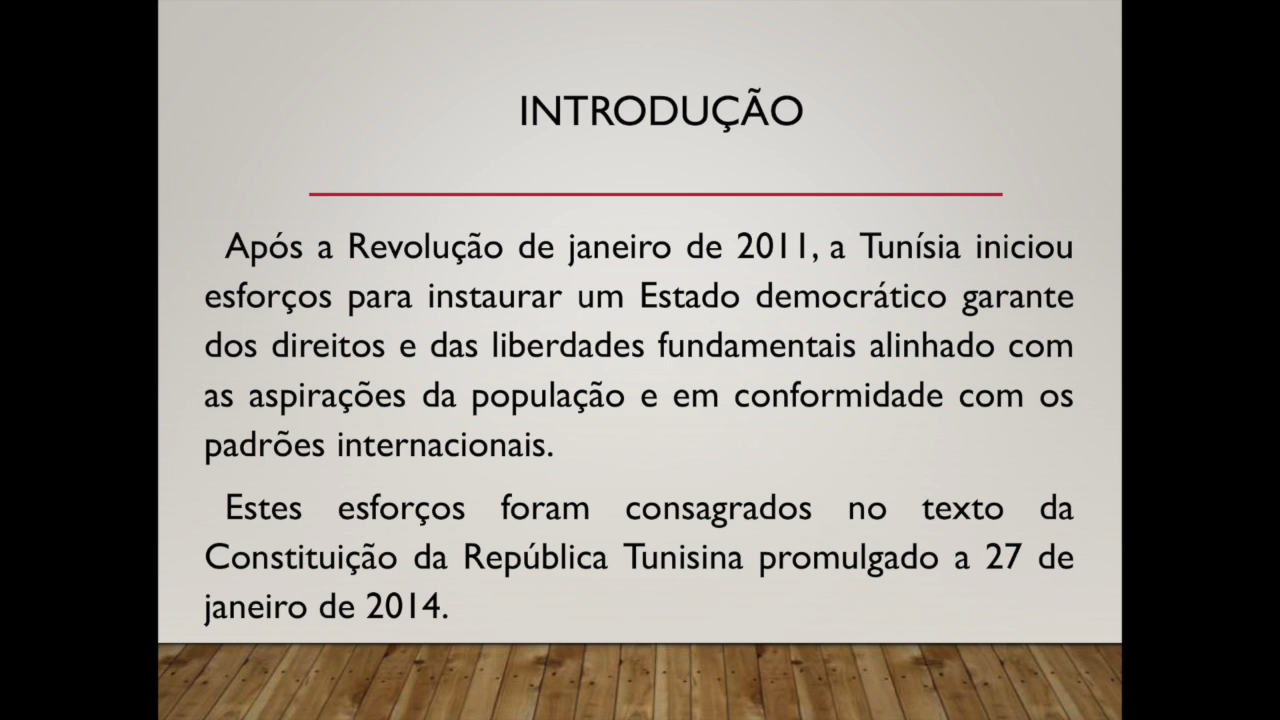 INTRODUÇÃO
Após a Revolução de janeiro de 2011, a Tunísia iniciou
esforços para instaurar um Estado democrático garante
dos direitos e das liberdades fundamentais alinhado com
as aspirações da população e em conformidade com os
padrões internacionais.
Estes esforços foram consagrados no texto da
Constituição da República Tunisina promulgado a 27 de
janeiro de 2014.